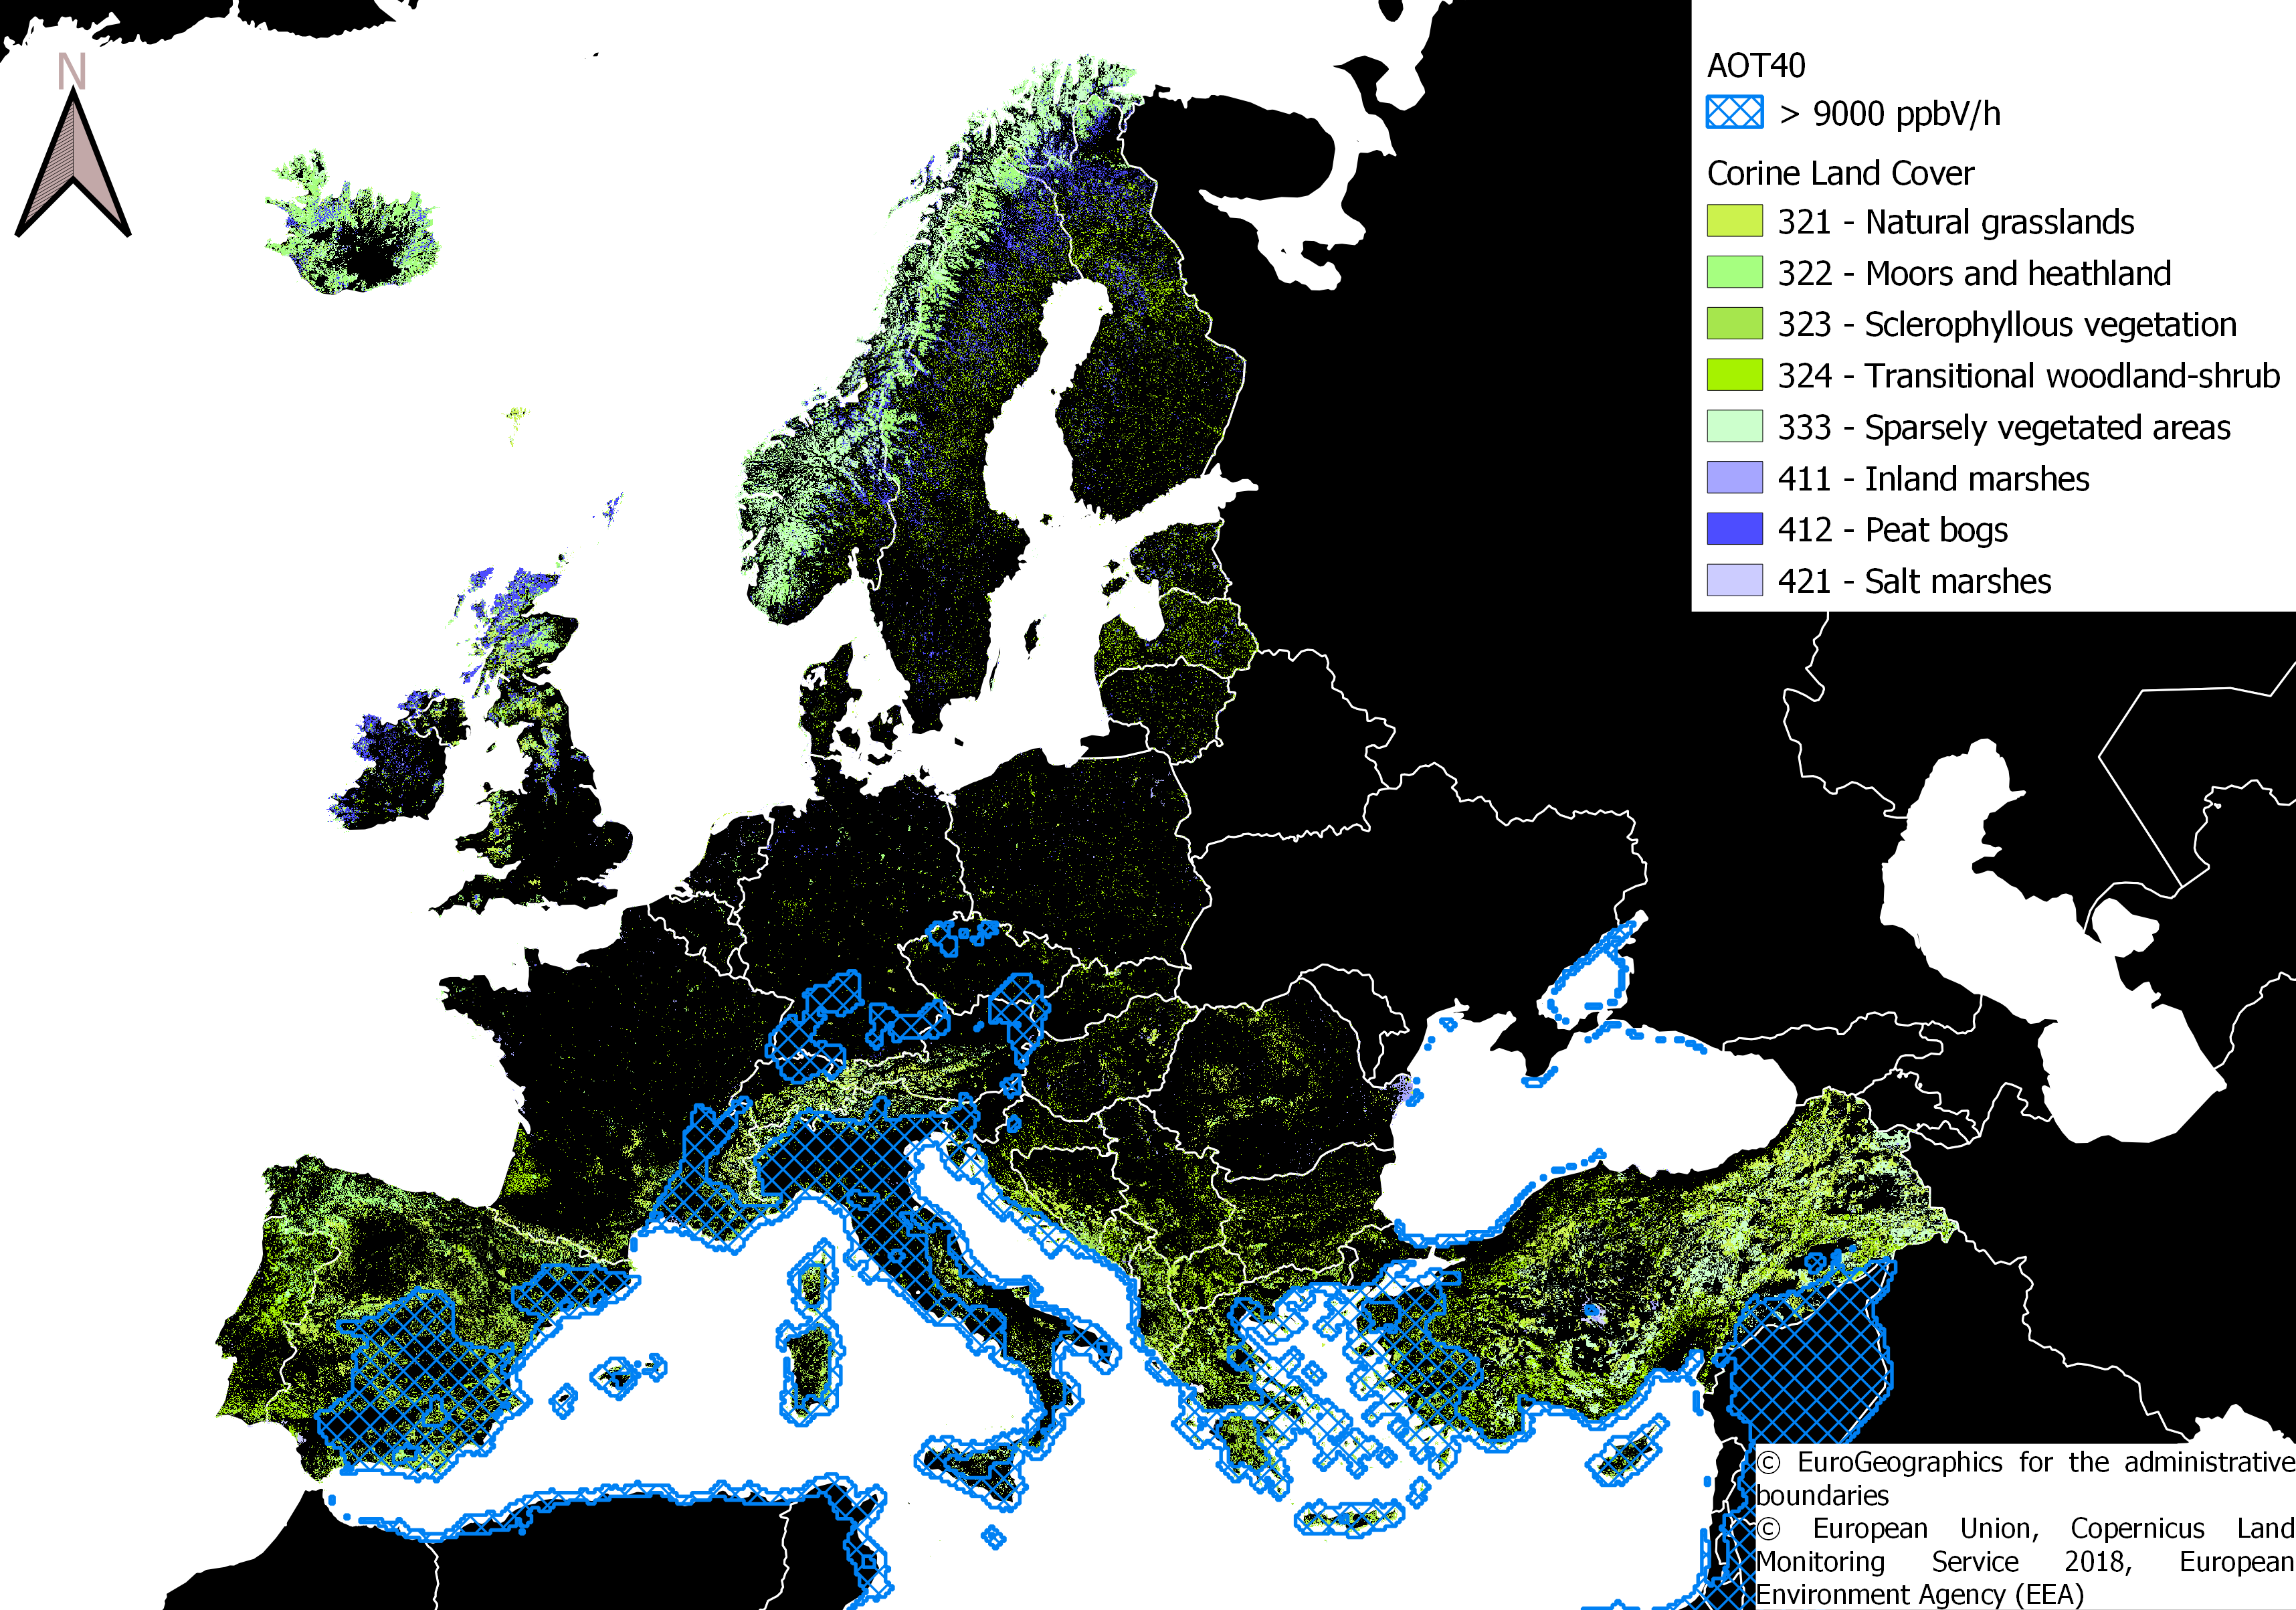 N
AOT40
> 9000 ppbV/h
Corine Land Cover
321 - Natural grasslands
322 - Moors and heathland
323 - Sclerophyllous vegetation
324 - Transitional woodland-shrub
333 - Sparsely vegetated areas
411 - Inland marshes
412 - Peat bogs
421 - Salt marshes
© EuroGeographics for the administrative
boundaries
© European Union, Copernicus Land
Monitoring Service 2018, European
Environment Agency (EEA)